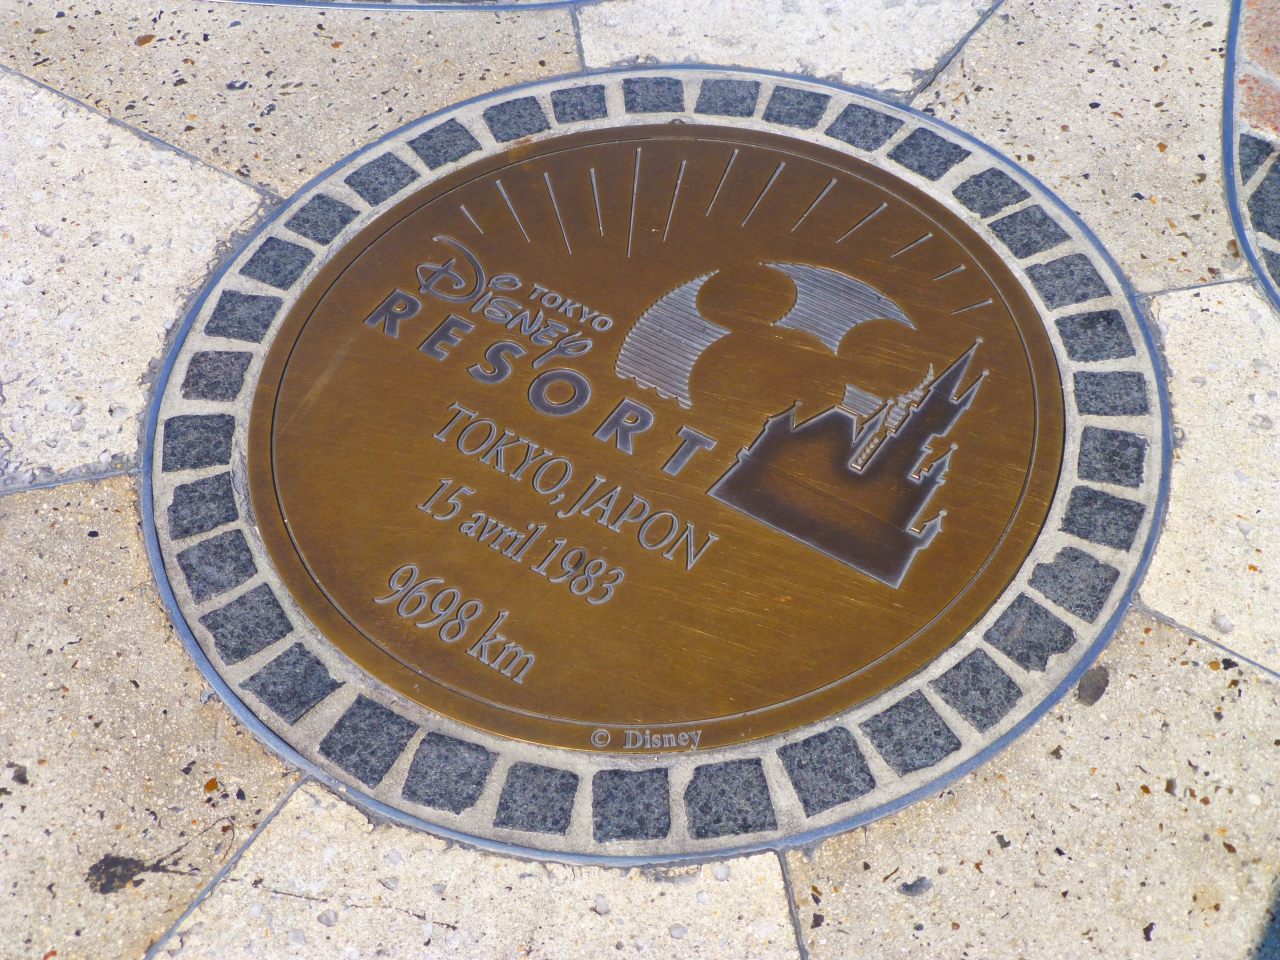 TOKYO
Disney
RESORT
TOKYO, JAPON
15 avril 1983
9698 km
© Disney